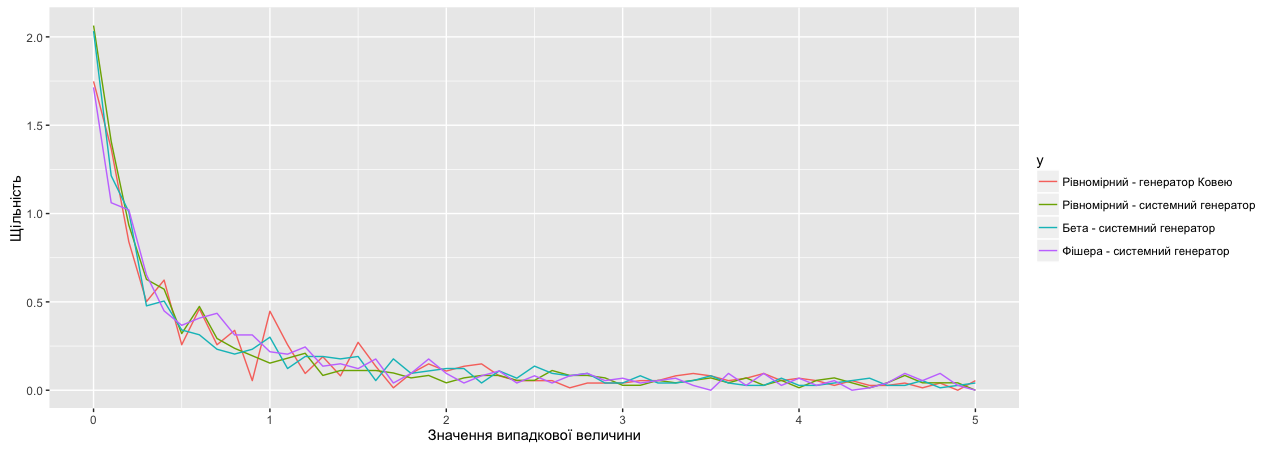 Щільність
2.0
1.5
1.0
0.5
0.0
0
1
2
3
4
5
Значення випадкової величини
y
Рівномірний - генератор Ковею
Рівномірний - системний генератор
Бета - системний генератор
Фішера - системний генератор